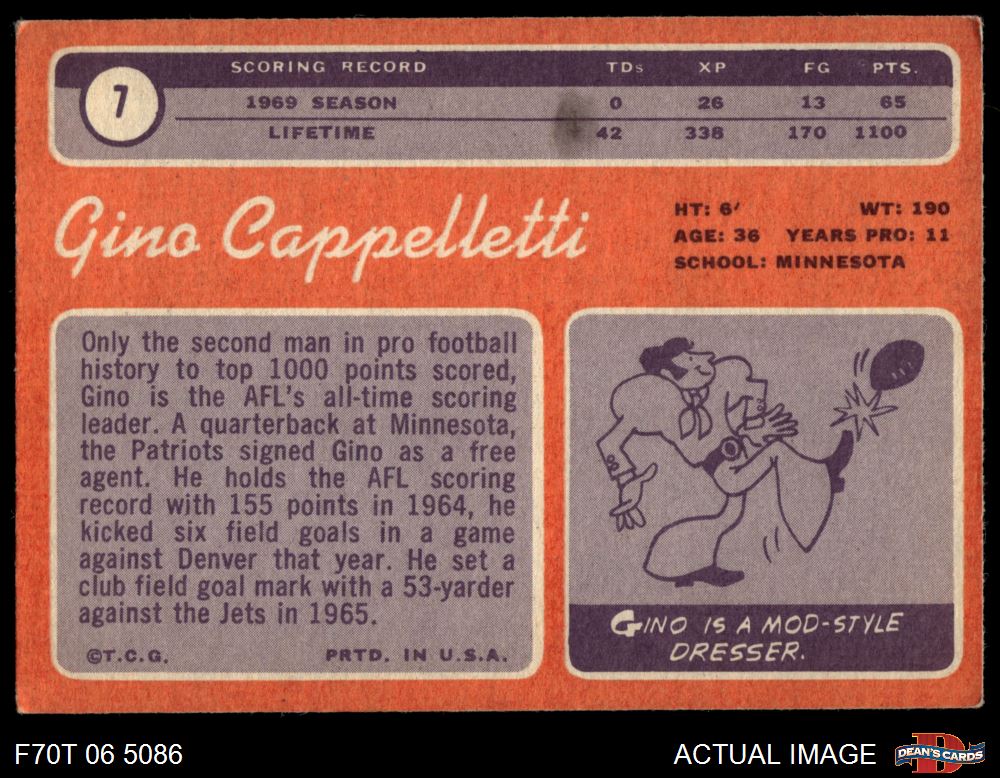 7
SCORING RECORD TDs XP FG PTS.
1969 SEASON 0 26 13 65
LIFETIME 42 338 170 1100
Gino Cappelletti
HT: 6' WT: 190
AGE: 36 YEARS PRO: 11
SCHOOL: MINNESOTA
Only the second man in pro football
history to top 1000 points scored,
Gino is the AFL's all-time scoring
leader. A quarterback at Minnesota,
the Patriots signed Gino as a free
agent. He holds the AFL scoring
record with 155 points in 1964, he
kicked six field goals in a game
against Denver that year. He set a
club field goal mark with a 53-yarder
against the Jets in 1965.
©T.C.G. PRTD. IN U.S.A.
GINO IS A MOD-STYLE
DRESSER.
F70T 06 5086
ACTUAL IMAGE
DEAN'S CARDS